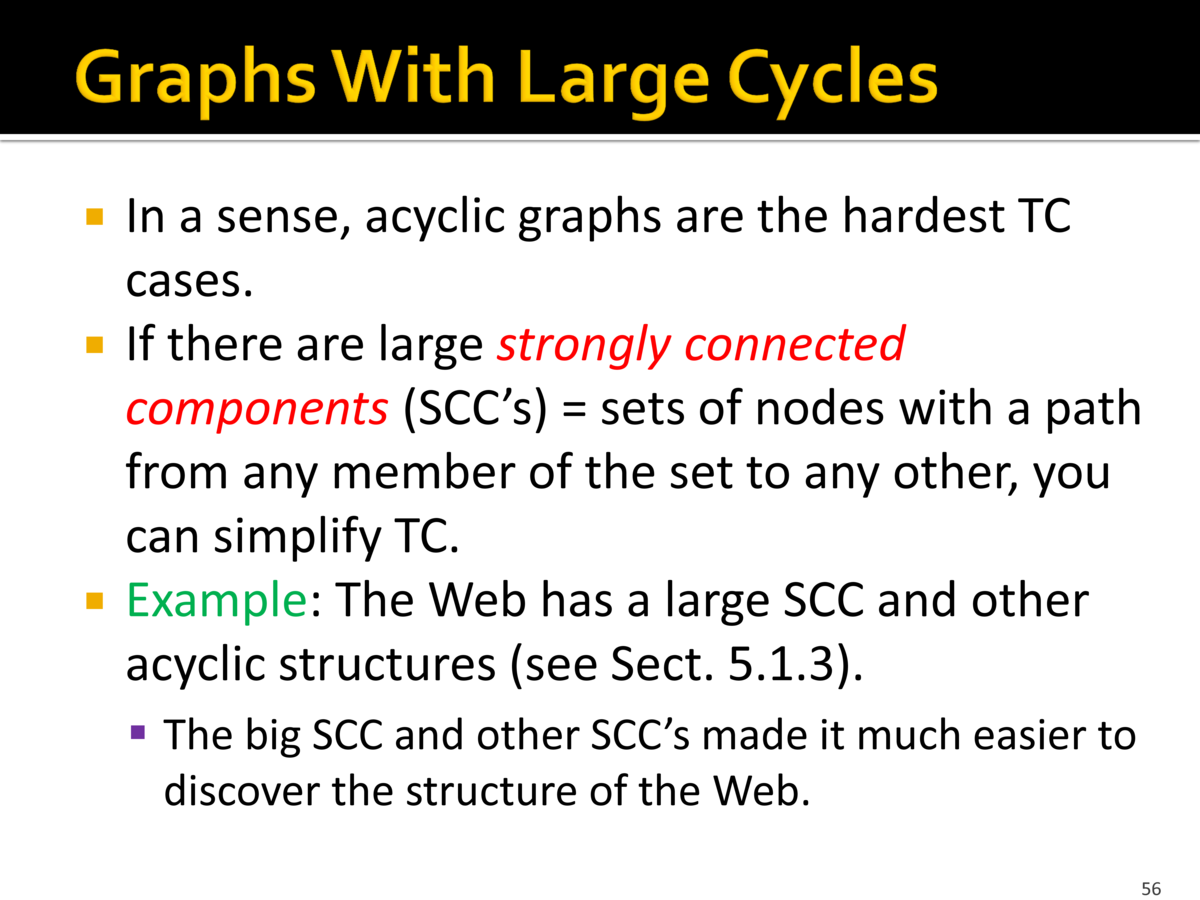 Graphs With Large Cycles
In a sense, acyclic graphs are the hardest TC
cases.
If there are large strongly connected
components (SCC’s) = sets of nodes with a path
from any member of the set to any other, you
can simplify TC.
Example: The Web has a large SCC and other
acyclic structures (see Sect. 5.1.3).
The big SCC and other SCC’s made it much easier to
discover the structure of the Web.
56